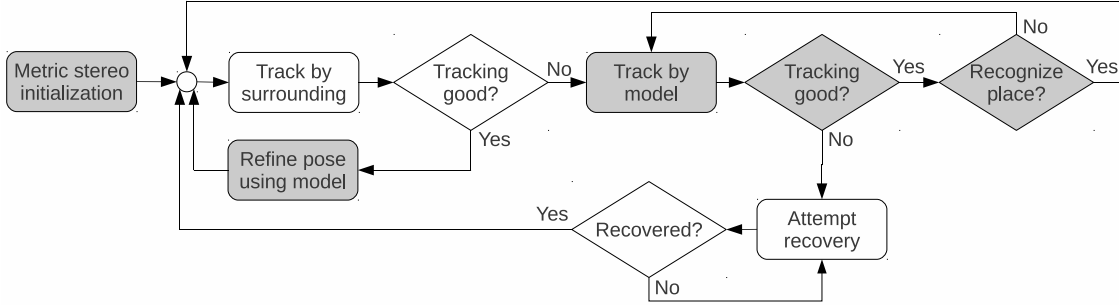 Metric stereo
initialization
Track by
surrounding
Tracking
good?
No
Yes
Refine pose
using model
Track by
model
Tracking
good?
Yes
No
Recognize
place?
No
Yes
Attempt
recovery
Recovered?
Yes
No